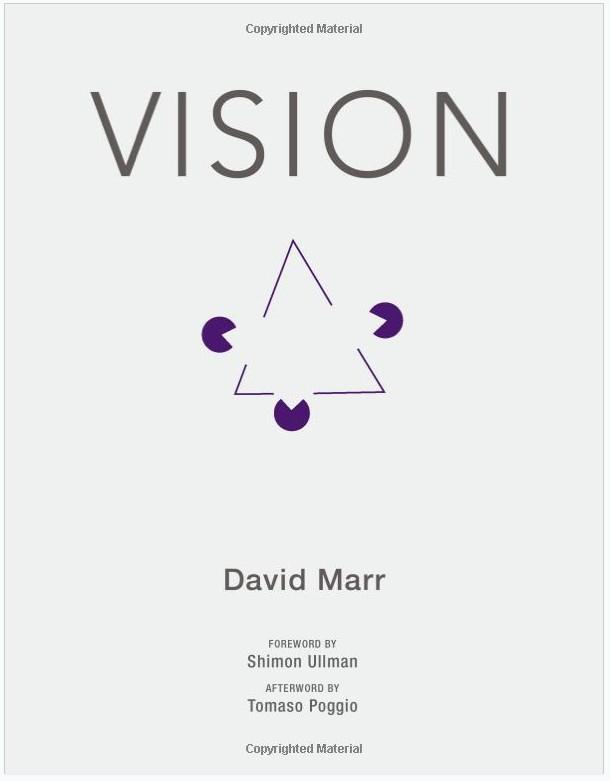 Copyrighted Material
VISION
David Marr
FOREWORD BY
Shimon Ullman
AFTERWORD BY
Tomaso Poggio
Copyrighted Material